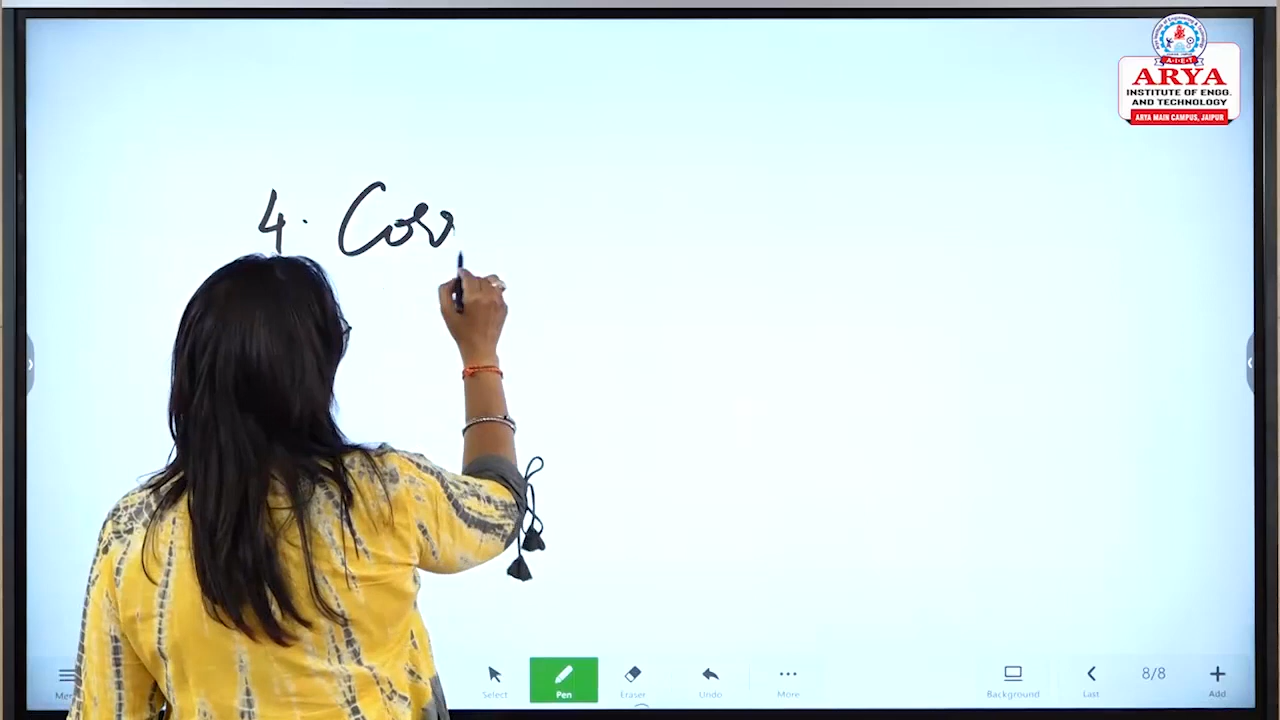 ARYA
INSTITUTE OF ENGG.
AND TECHNOLOGY
ARYA MAIN CAMPUS, JAIPUR
A.I.E.T
4.
Select
Pen
Eraser
Undo
More
Background
Last
8/8
Add